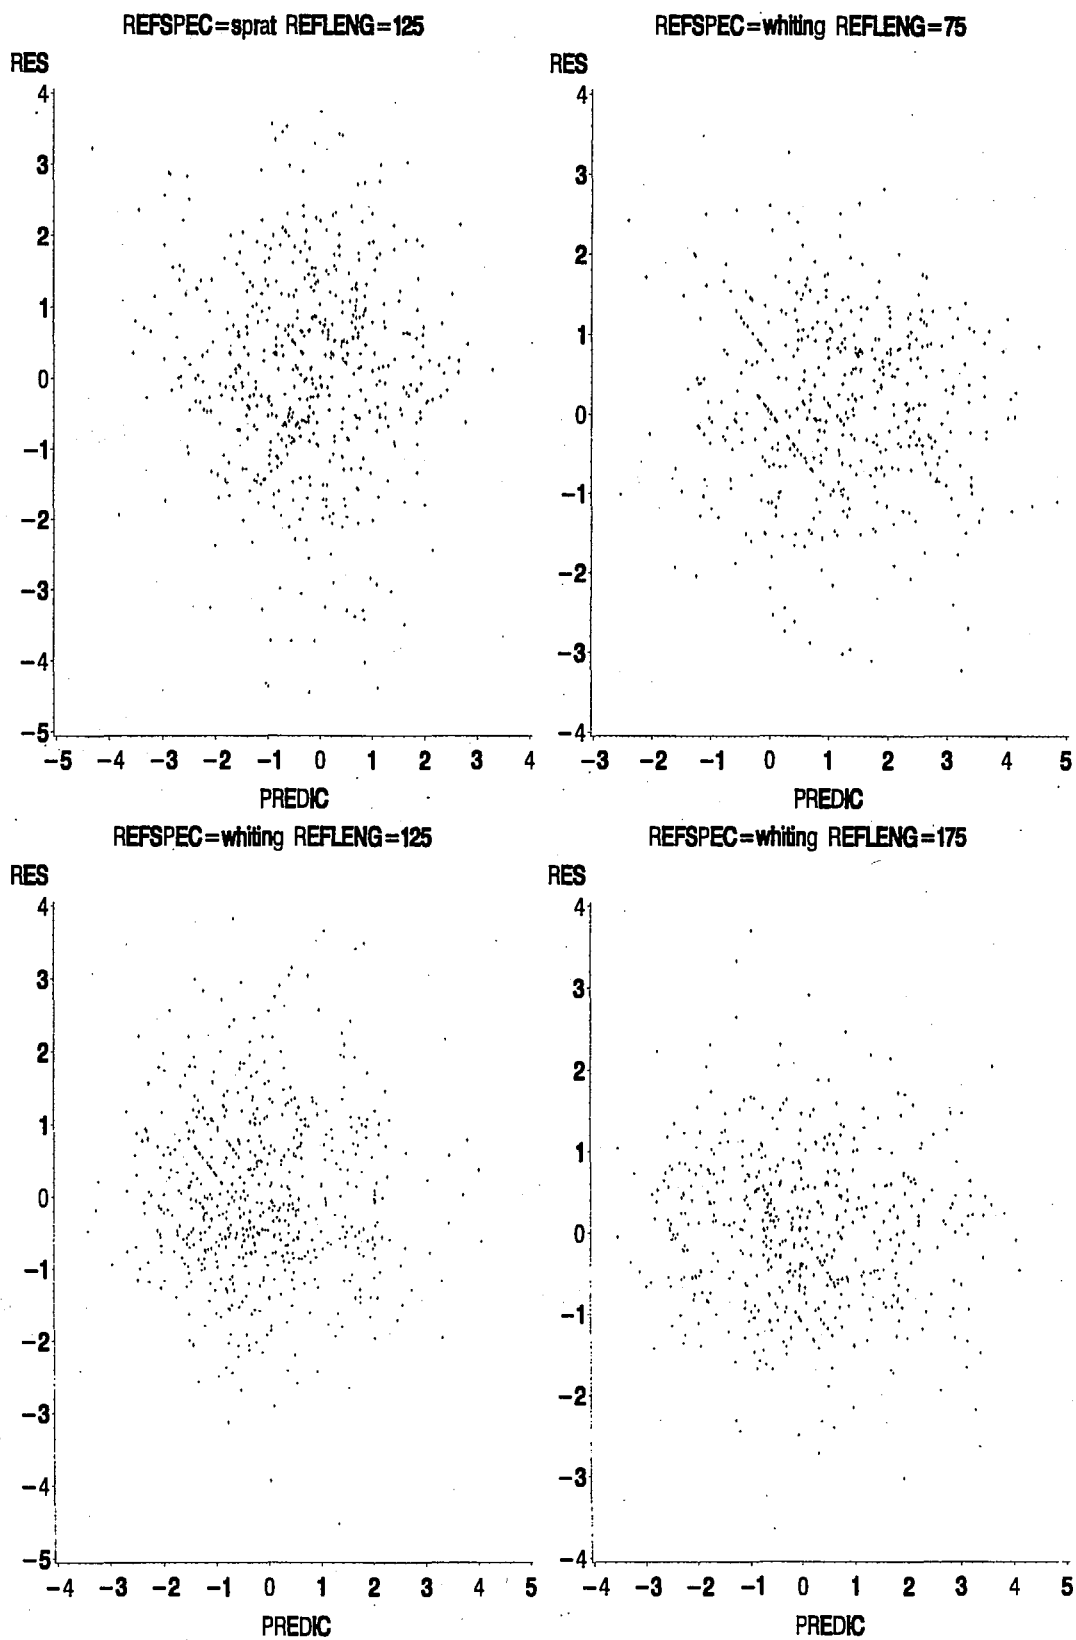 REFSPEC=sprat REFLENG=125
RES
4
3
2
1
0
−1
−2
−3
−4
−5
−5 −4 −3 −2 −1 0 1 2 3 4
PREDIC
REFSPEC=whiting REFLENG=75
RES
4
3
2
1
0
−1
−2
−3
−4
−3 −2 −1 0 1 2 3 4 5
PREDIC
REFSPEC=whiting REFLENG=125
RES
4
3
2
1
0
−1
−2
−3
−4
−5
−4 −3 −2 −1 0 1 2 3 4 5
PREDIC
REFSPEC=whiting REFLENG=175
RES
4
3
2
1
0
−1
−2
−3
−4
−4 −3 −2 −1 0 1 2 3 4 5
PREDIC